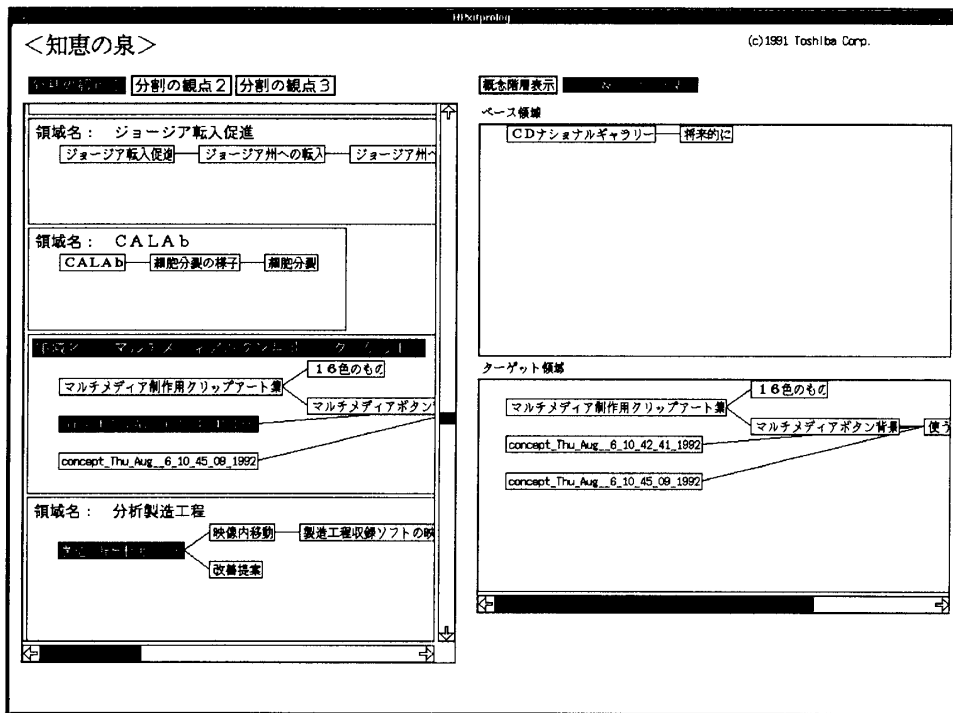 ＜知恵の泉＞
(c)1991 Toshiba Corp.
分割の観点２ 分割の観点３
概念階層表示
ベース領域
領域名： ジョージア転入促進
ジョージア転入促進 ジョージア州への転入 ジョージア州へ
領域名： ＣＡＬＡｂ
ＣＡＬＡｂ 細胞分裂の様子 細胞分裂
１６色のもの
マルチメディア制作用クリップアート集
マルチメディアボタン
concept_Thu_Aug__6_10_45_09_1992
領域名： 分析製造工程
映像内移動 製造工程収録ソフトの映
改善提案
ＣＤナショナルギャラリー 将来的に
ターゲット領域
１６色のもの
マルチメディア制作用クリップアート集
マルチメディアボタン背景 使う
concept_Thu_Aug__6_10_42_41_1992
concept_Thu_Aug__6_10_45_09_1992